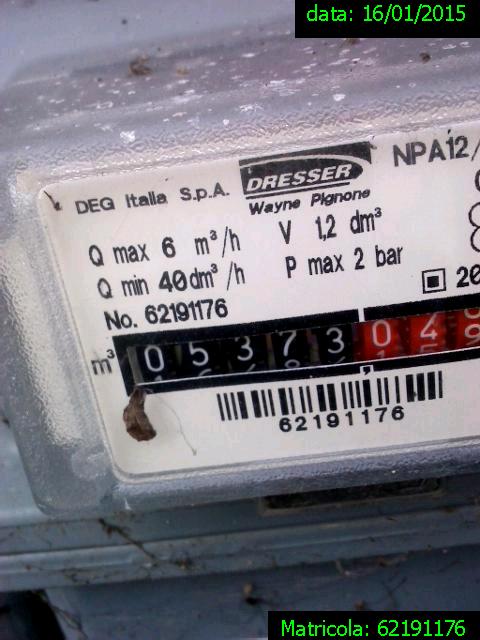 data: 16/01/2015
NPA12/
DEG Italia S.p.A.
DRESSER
Wayne Pignone
Q max 6 m³/h
V 1,2 dm³
Q min 40dm³/h
P max 2 bar
20
No. 62191176
m³ 05373 04
62191176
Matricola: 62191176